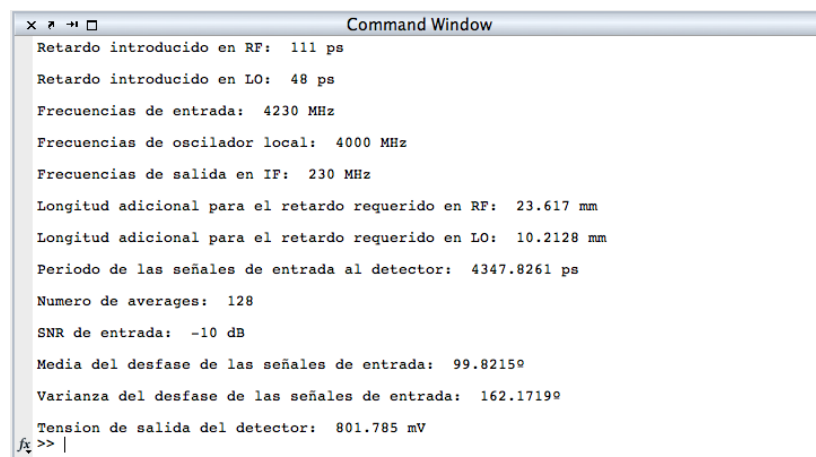 Command Window
Retardo introducido en RF:  111 ps
Retardo introducido en LO:  48 ps
Frecuencias de entrada:  4230 MHz
Frecuencias de oscilador local:  4000 MHz
Frecuencias de salida en IF:  230 MHz
Longitud adicional para el retardo requerido en RF:  23.617 mm
Longitud adicional para el retardo requerido en LO:  10.2128 mm
Periodo de las señales de entrada al detector:  4347.8261 ps
Numero de averages:  128
SNR de entrada:  -10 dB
Media del desfase de las señales de entrada:  99.8215º
Varianza del desfase de las señales de entrada:  162.1719º
Tension de salida del detector:  801.785 mV
fx >> |